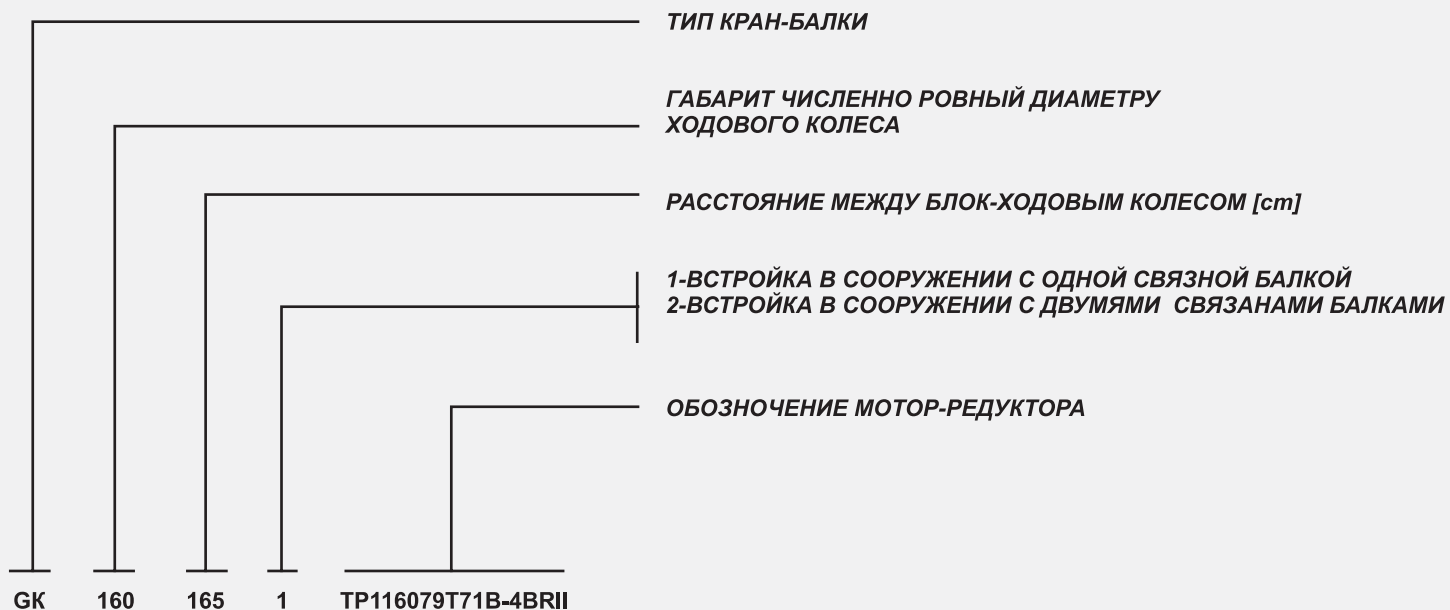 ТИП КРАН-БАЛКИ
ГАБАРИТ ЧИСЛЕННО РОВНЫЙ ДИАМЕТРУ
ХОДОВОГО КОЛЕСА
РАССТОЯНИЕ МЕЖДУ БЛОК-ХОДОВЫМ КОЛЕСОМ [cm]
1-ВСТРОЙКА В СООРУЖЕНИИ С ОДНОЙ СВЯЗНОЙ БАЛКОЙ
2-ВСТРОЙКА В СООРУЖЕНИИ С ДВУМЯМИ СВЯЗАНАМИ БАЛКАМИ
ОБОЗНОЧЕНИЕ МОТОР-РЕДУКТОРА
GК 160 165 1 TP116079T71B-4BRII